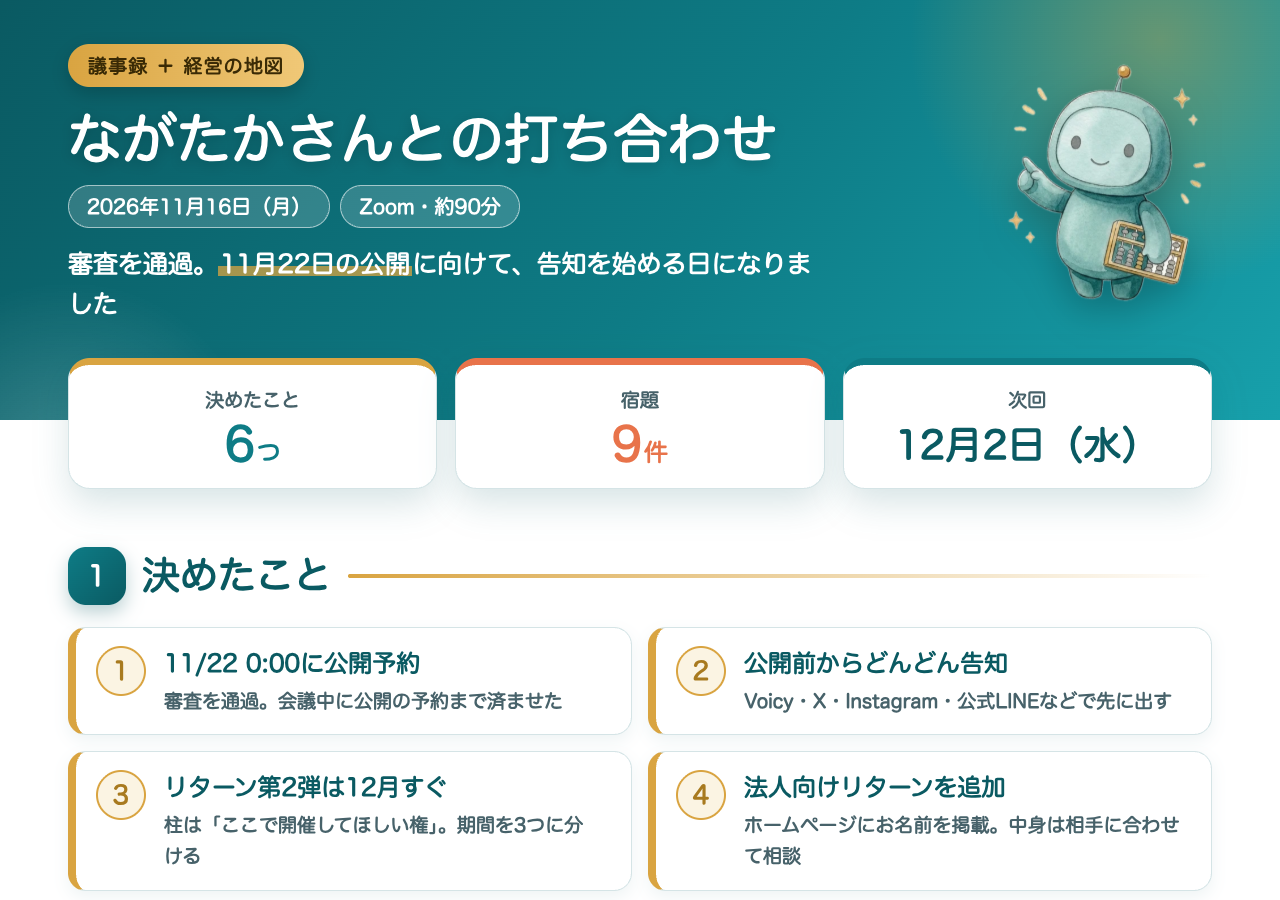 議事録 ＋ 経営の地図
ながたかさんとの打ち合わせ
2026年11月16日（月）
Zoom・約90分
審査を通過。11月22日の公開に向けて、告知を始める日になりま
した
決めたこと
6つ
宿題
9件
次回
12月2日（水）
1 決めたこと
1
11/22 0:00に公開予約
審査を通過。会議中に公開の予約まで済ませた
2
公開前からどんどん告知
Voicy・X・Instagram・公式LINEなどで先に出す
3
リターン第2弾は12月すぐ
柱は「ここで開催してほしい権」。期間を3つに分
ける
4
法人向けリターンを追加
ホームページにお名前を掲載。中身は相手に合わせ
て相談